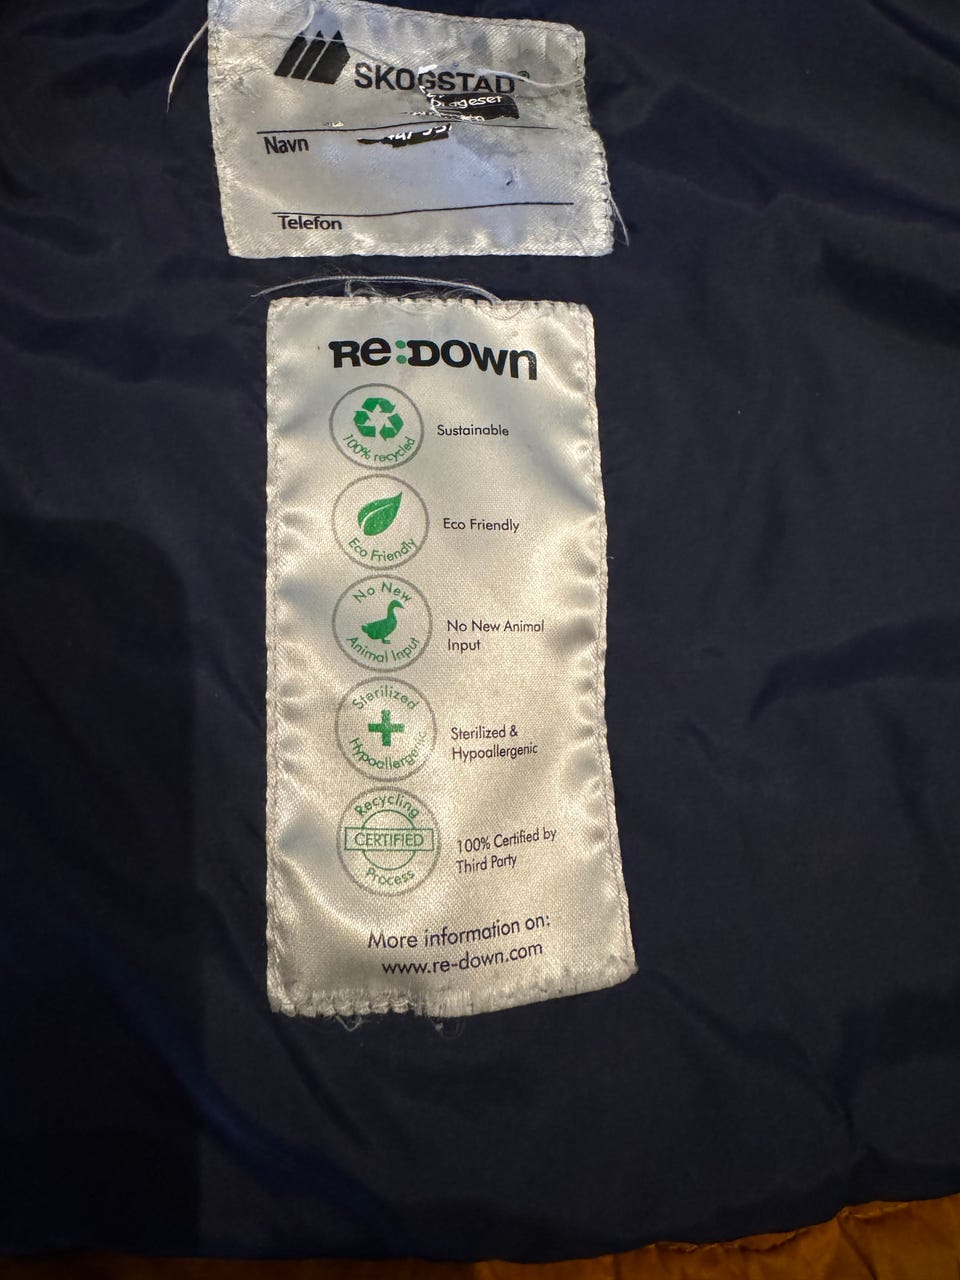 SKOGSTAD®
Navn
Telefon
Re:DOWn
100% recycled
Sustainable
Eco Friendly
Eco Friendly
No New
Animal Input
No New Animal
Input
Sterilized
Hypoallergenic
Sterilized &
Hypoallergenic
Recycling
CERTIFIED
Process
100% Certified by
Third Party
More information on:
www.re-down.com